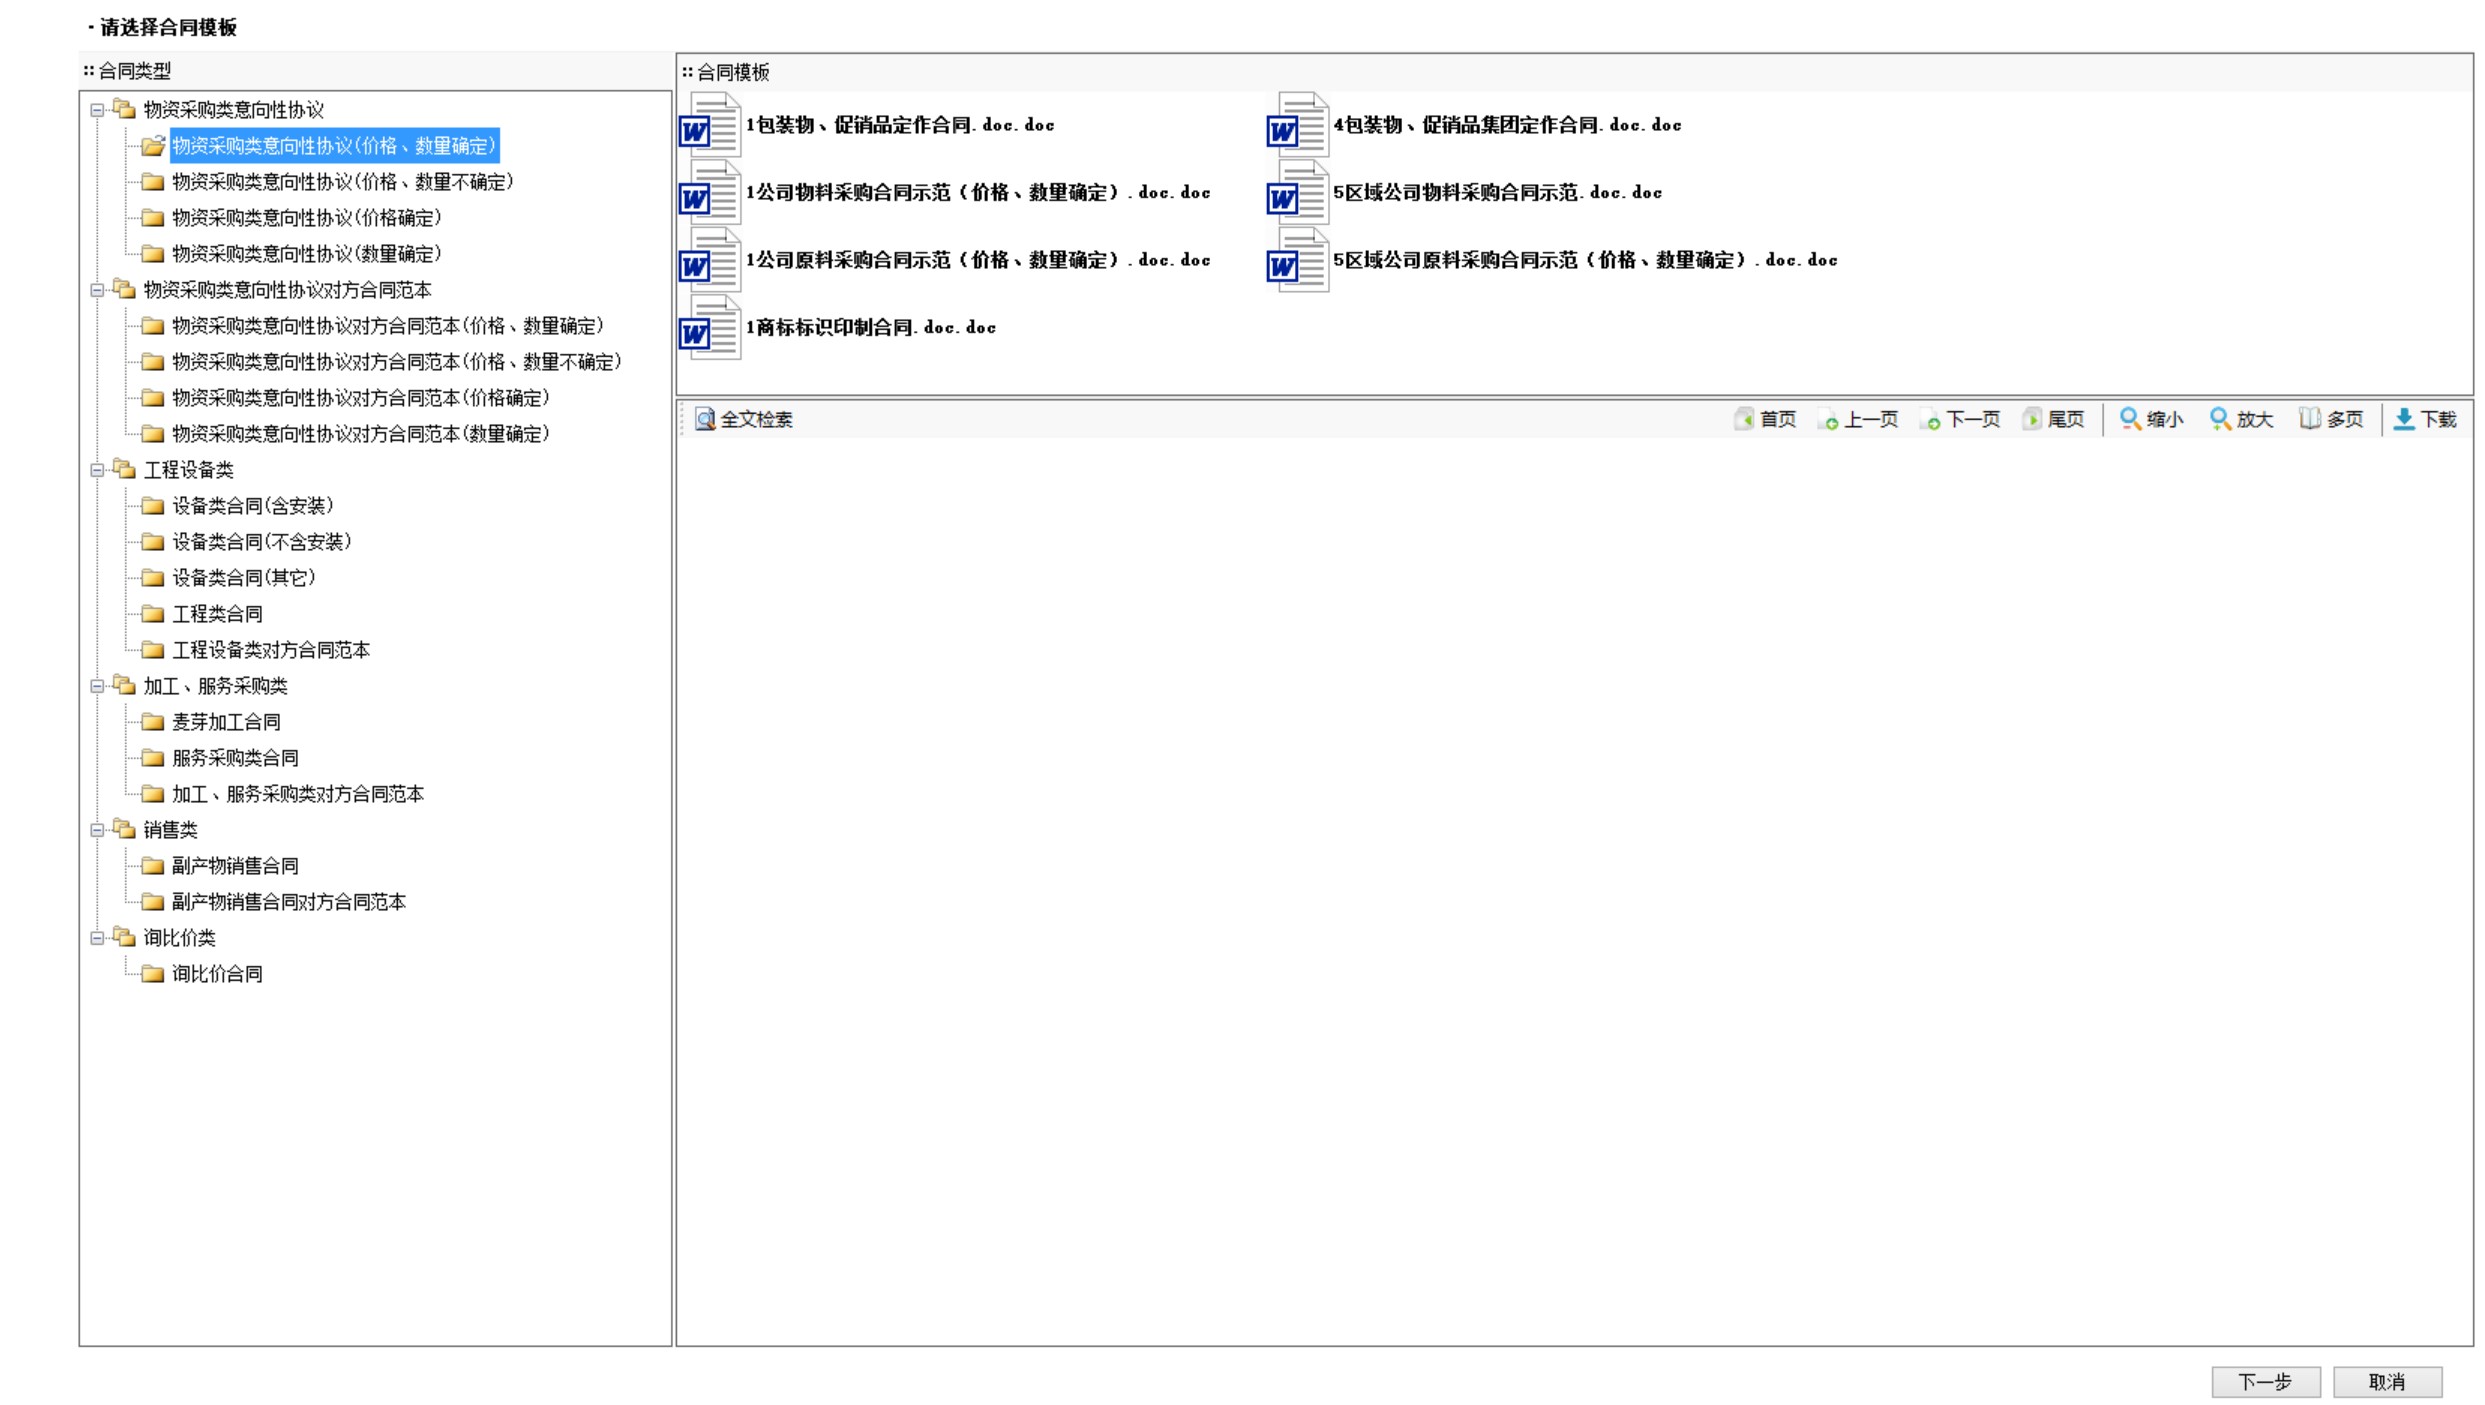 · 请选择合同模板
:: 合同类型
物资采购类意向性协议
物资采购类意向性协议(价格、数量确定)
物资采购类意向性协议(价格、数量不确定)
物资采购类意向性协议(价格确定)
物资采购类意向性协议(数量确定)
物资采购类意向性协议对方合同范本
物资采购类意向性协议对方合同范本(价格、数量确定)
物资采购类意向性协议对方合同范本(价格、数量不确定)
物资采购类意向性协议对方合同范本(价格确定)
物资采购类意向性协议对方合同范本(数量确定)
工程设备类
设备类合同(含安装)
设备类合同(不含安装)
设备类合同(其它)
工程类合同
工程设备类对方合同范本
加工、服务采购类
麦芽加工合同
服务采购类合同
加工、服务采购类对方合同范本
销售类
副产物销售合同
副产物销售合同对方合同范本
询比价类
询比价合同
:: 合同模板
1包装物、促销品定作合同.doc.doc
4包装物、促销品集团定作合同.doc.doc
1公司物料采购合同示范（价格、数量确定）.doc.doc
5区域公司物料采购合同示范.doc.doc
1公司原料采购合同示范（价格、数量确定）.doc.doc
5区域公司原料采购合同示范（价格、数量确定）.doc.doc
1商标标识印制合同.doc.doc
全文检索 首页 上一页 下一页 尾页 缩小 放大 多页 下载
下一步 取消